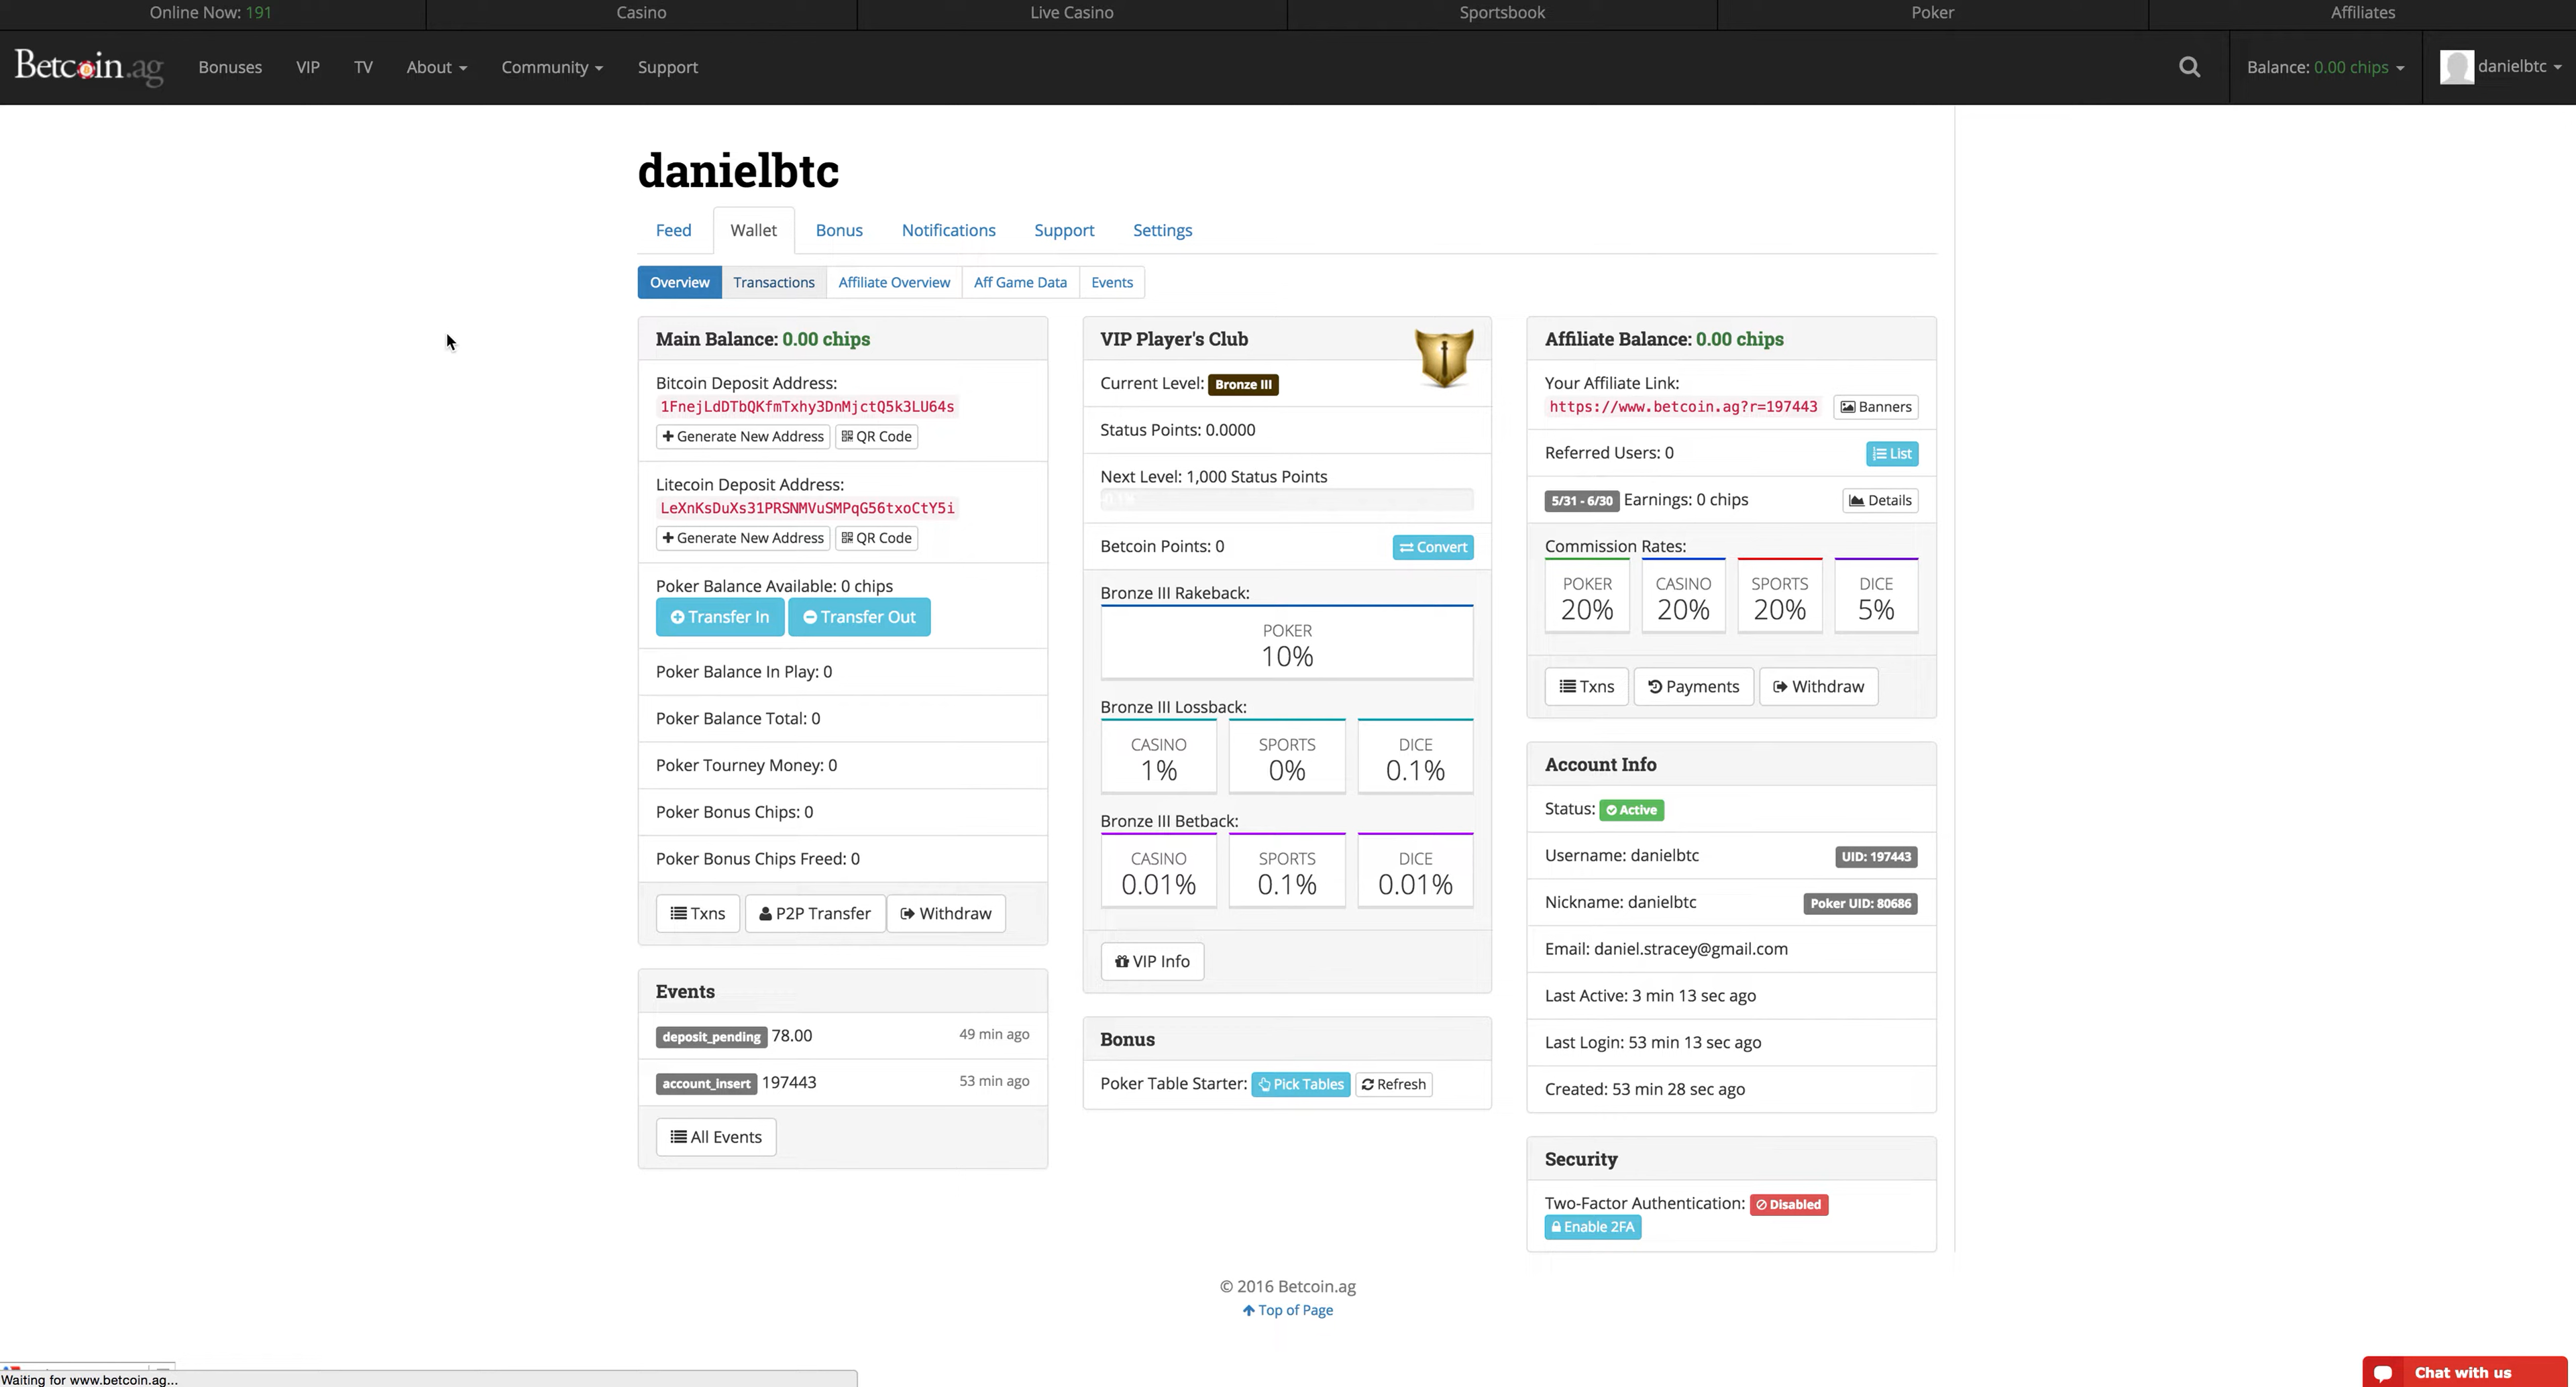 Online Now: 191
Casino
Live Casino
Sportsbook
Poker
Affiliates
Betcoin.ag
Bonuses
VIP
TV
About
Community
Support
Balance: 0.00 chips
danielbtc
danielbtc
Feed
Wallet
Bonus
Notifications
Support
Settings
Overview
Transactions
Affiliate Overview
Aff Game Data
Events
Main Balance: 0.00 chips
Bitcoin Deposit Address:
1FnejLdDTbQKfmTxhy3DnMjctQ5k3LU64s
Generate New Address
QR Code
Litecoin Deposit Address:
LeXnKsDuXs31PRSNMVuSMPqG56txoCtY5i
Generate New Address
QR Code
Poker Balance Available: 0 chips
Transfer In
Transfer Out
Poker Balance In Play: 0
Poker Balance Total: 0
Poker Tourney Money: 0
Poker Bonus Chips: 0
Poker Bonus Chips Freed: 0
Txns
P2P Transfer
Withdraw
Events
deposit_pending 78.00
49 min ago
account_insert 197443
53 min ago
All Events
VIP Player's Club
Current Level: Bronze III
Status Points: 0.0000
Next Level: 1,000 Status Points
Betcoin Points: 0
Convert
Bronze III Rakeback:
POKER
10%
Bronze III Lossback:
CASINO
1%
SPORTS
0%
DICE
0.1%
Bronze III Betback:
CASINO
0.01%
SPORTS
0.1%
DICE
0.01%
VIP Info
Bonus
Poker Table Starter: Pick Tables Refresh
Affiliate Balance: 0.00 chips
Your Affiliate Link:
https://www.betcoin.ag?r=197443
Banners
Referred Users: 0
List
5/31 - 6/30 Earnings: 0 chips
Details
Commission Rates:
POKER
20%
CASINO
20%
SPORTS
20%
DICE
5%
Txns
Payments
Withdraw
Account Info
Status: Active
Username: danielbtc
UID: 197443
Nickname: danielbtc
Poker UID: 80686
Email: daniel.stracey@gmail.com
Last Active: 3 min 13 sec ago
Last Login: 53 min 13 sec ago
Created: 53 min 28 sec ago
Security
Two-Factor Authentication: Disabled
Enable 2FA
© 2016 Betcoin.ag
Top of Page
Waiting for www.betcoin.ag...
Chat with us